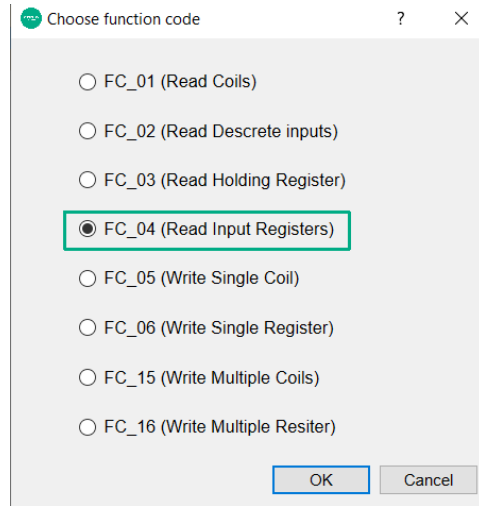 Choose function code
?
FC_01 (Read Coils)
FC_02 (Read Descrete inputs)
FC_03 (Read Holding Register)
FC_04 (Read Input Registers)
FC_05 (Write Single Coil)
FC_06 (Write Single Register)
FC_15 (Write Multiple Coils)
FC_16 (Write Multiple Resiter)
OK
Cancel